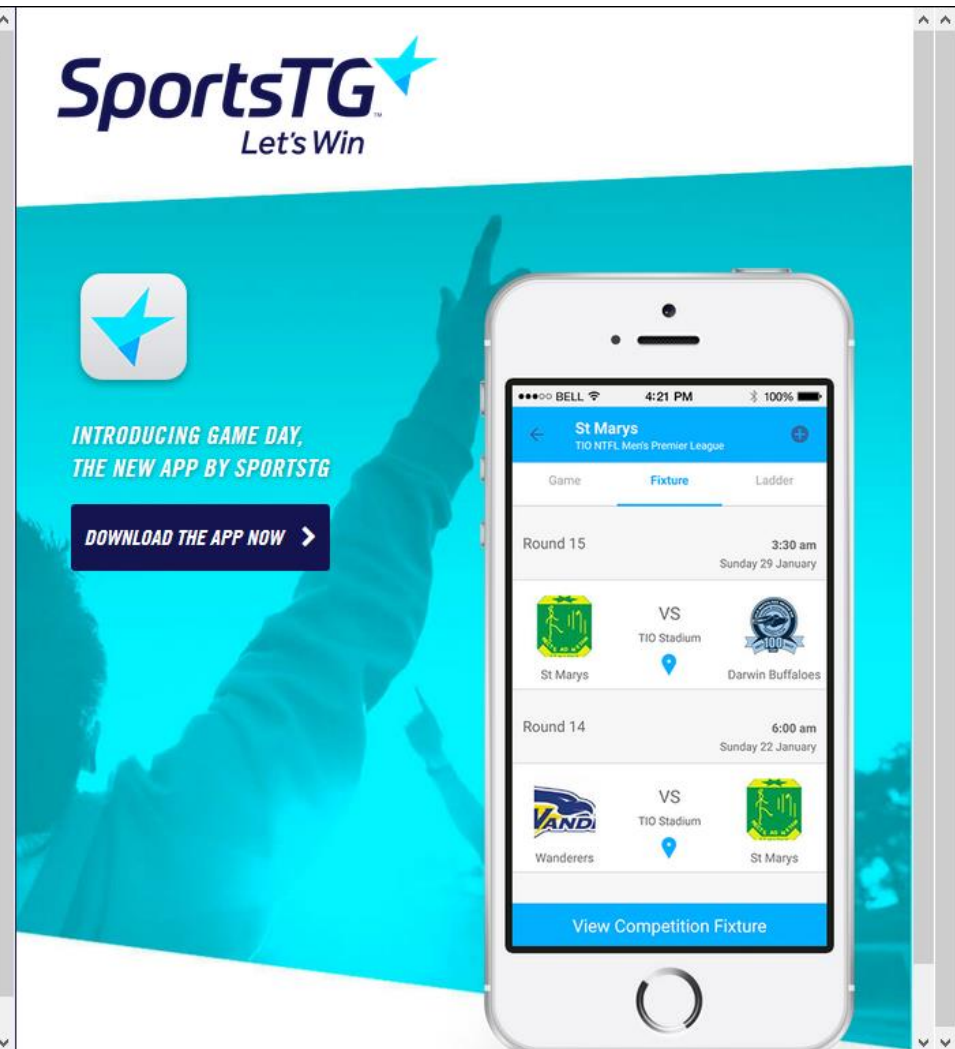 SportsTG™
Let's Win
INTRODUCING GAME DAY,
THE NEW APP BY SPORTSTG
DOWNLOAD THE APP NOW
BELL 4:21 PM 100%
St Marys
TIO NTFL Men's Premier League
Game Fixture Ladder
Round 15 3:30 am
Sunday 29 January
VS
TIO Stadium
100
St Marys Darwin Buffaloes
Round 14 6:00 am
Sunday 22 January
VS
TIO Stadium
Wanderers St Marys
View Competition Fixture